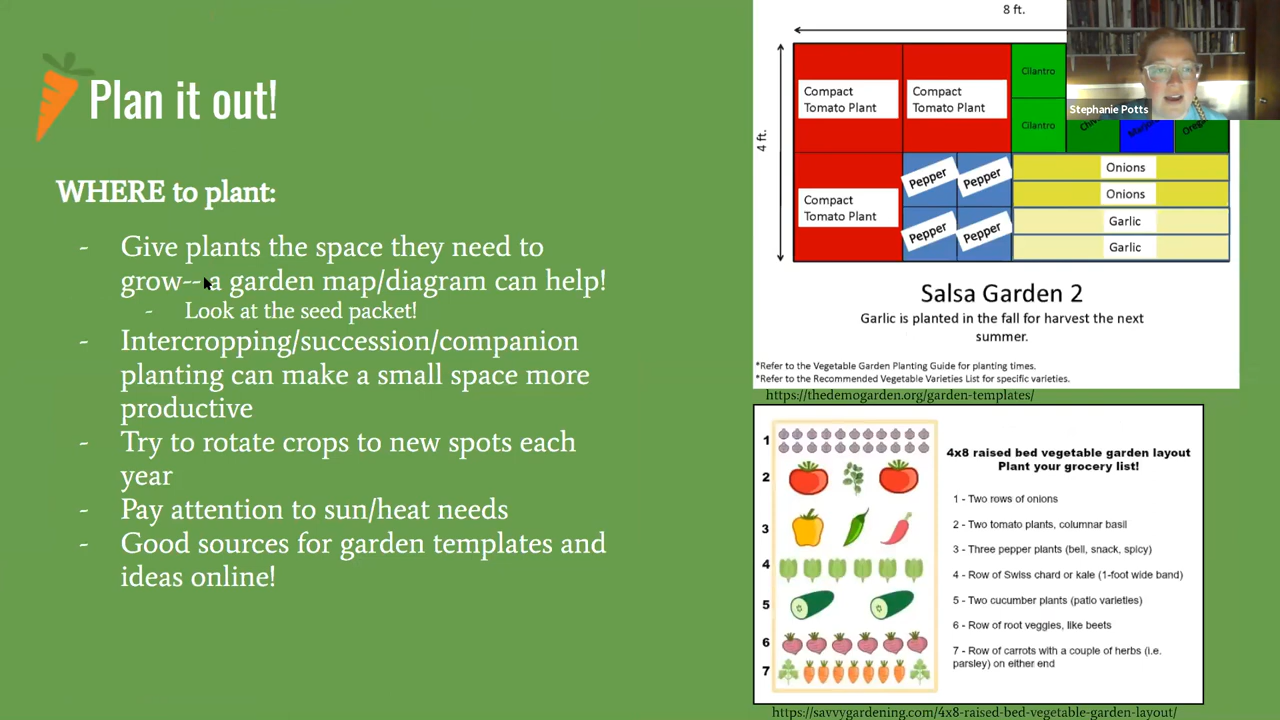 Plan it out!
WHERE to plant:
- Give plants the space they need to
grow-- a garden map/diagram can help!
- Look at the seed packet!
- Intercropping/succession/companion
planting can make a small space more
productive
- Try to rotate crops to new spots each
year
- Pay attention to sun/heat needs
- Good sources for garden templates and
ideas online!
8 ft.
4 ft.
Compact
Tomato Plant
Compact
Tomato Plant
Cilantro
Cilantro
Stephanie Potts
Compact
Tomato Plant
Pepper
Pepper
Pepper
Pepper
Onions
Onions
Garlic
Garlic
Salsa Garden 2
Garlic is planted in the fall for harvest the next
summer.
*Refer to the Vegetable Garden Planting Guide for planting times.
*Refer to the Recommended Vegetable Varieties List for specific varieties.
https://thedemogarden.org/garden-templates/
1
2
3
4
5
6
7
4x8 raised bed vegetable garden layout
Plant your grocery list!
1 - Two rows of onions
2 - Two tomato plants, columnar basil
3 - Three pepper plants (bell, snack, spicy)
4 - Row of Swiss chard or kale (1-foot wide band)
5 - Two cucumber plants (patio varieties)
6 - Row of root veggies, like beets
7 - Row of carrots with a couple of herbs (i.e.
parsley) on either end
https://savvygardening.com/4x8-raised-bed-vegetable-garden-layout/